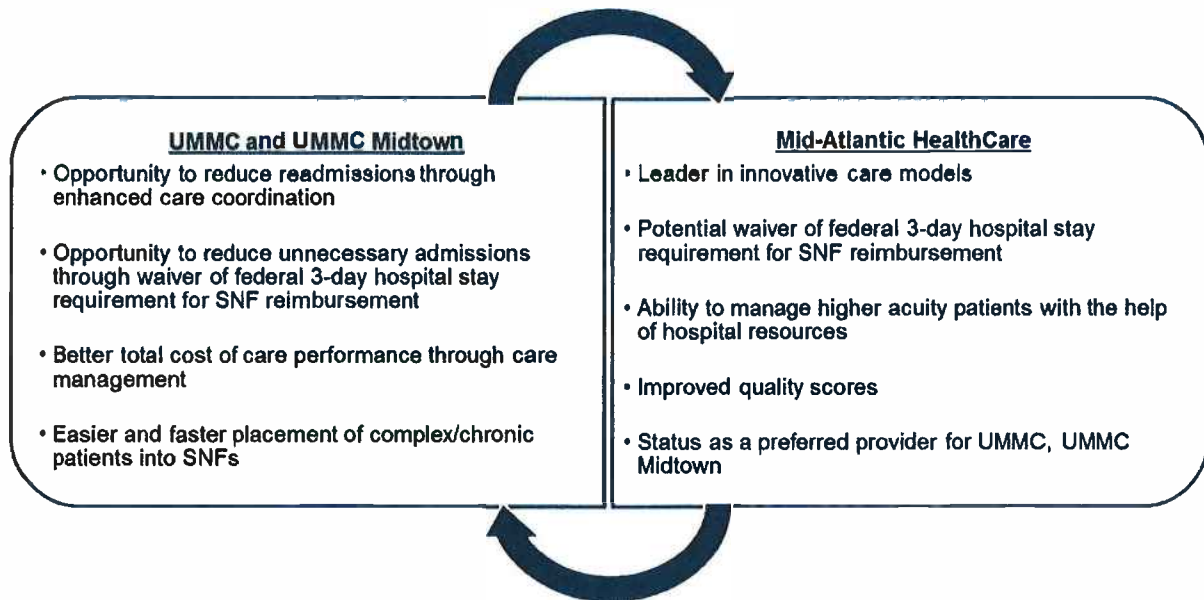 UMMC and UMMC Midtown
• Opportunity to reduce readmissions through
enhanced care coordination
• Opportunity to reduce unnecessary admissions
through waiver of federal 3-day hospital stay
requirement for SNF reimbursement
• Better total cost of care performance through care
management
• Easier and faster placement of complex/chronic
patients into SNFs
Mid-Atlantic HealthCare
• Leader in innovative care models
• Potential waiver of federal 3-day hospital stay
requirement for SNF reimbursement
• Ability to manage higher acuity patients with the help
of hospital resources
• Improved quality scores
• Status as a preferred provider for UMMC, UMMC
Midtown